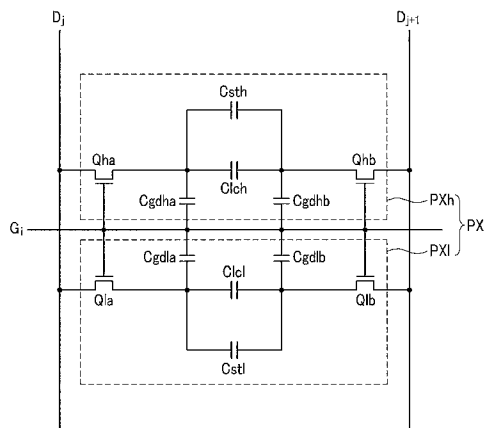 Dj Dj+1
Csth
Qha Clch Qhb
Cgdha Cgdhb PXh
Gi PX
Cgdla Cgdlb PXl
Clcl
Qla Qlb
Cstl